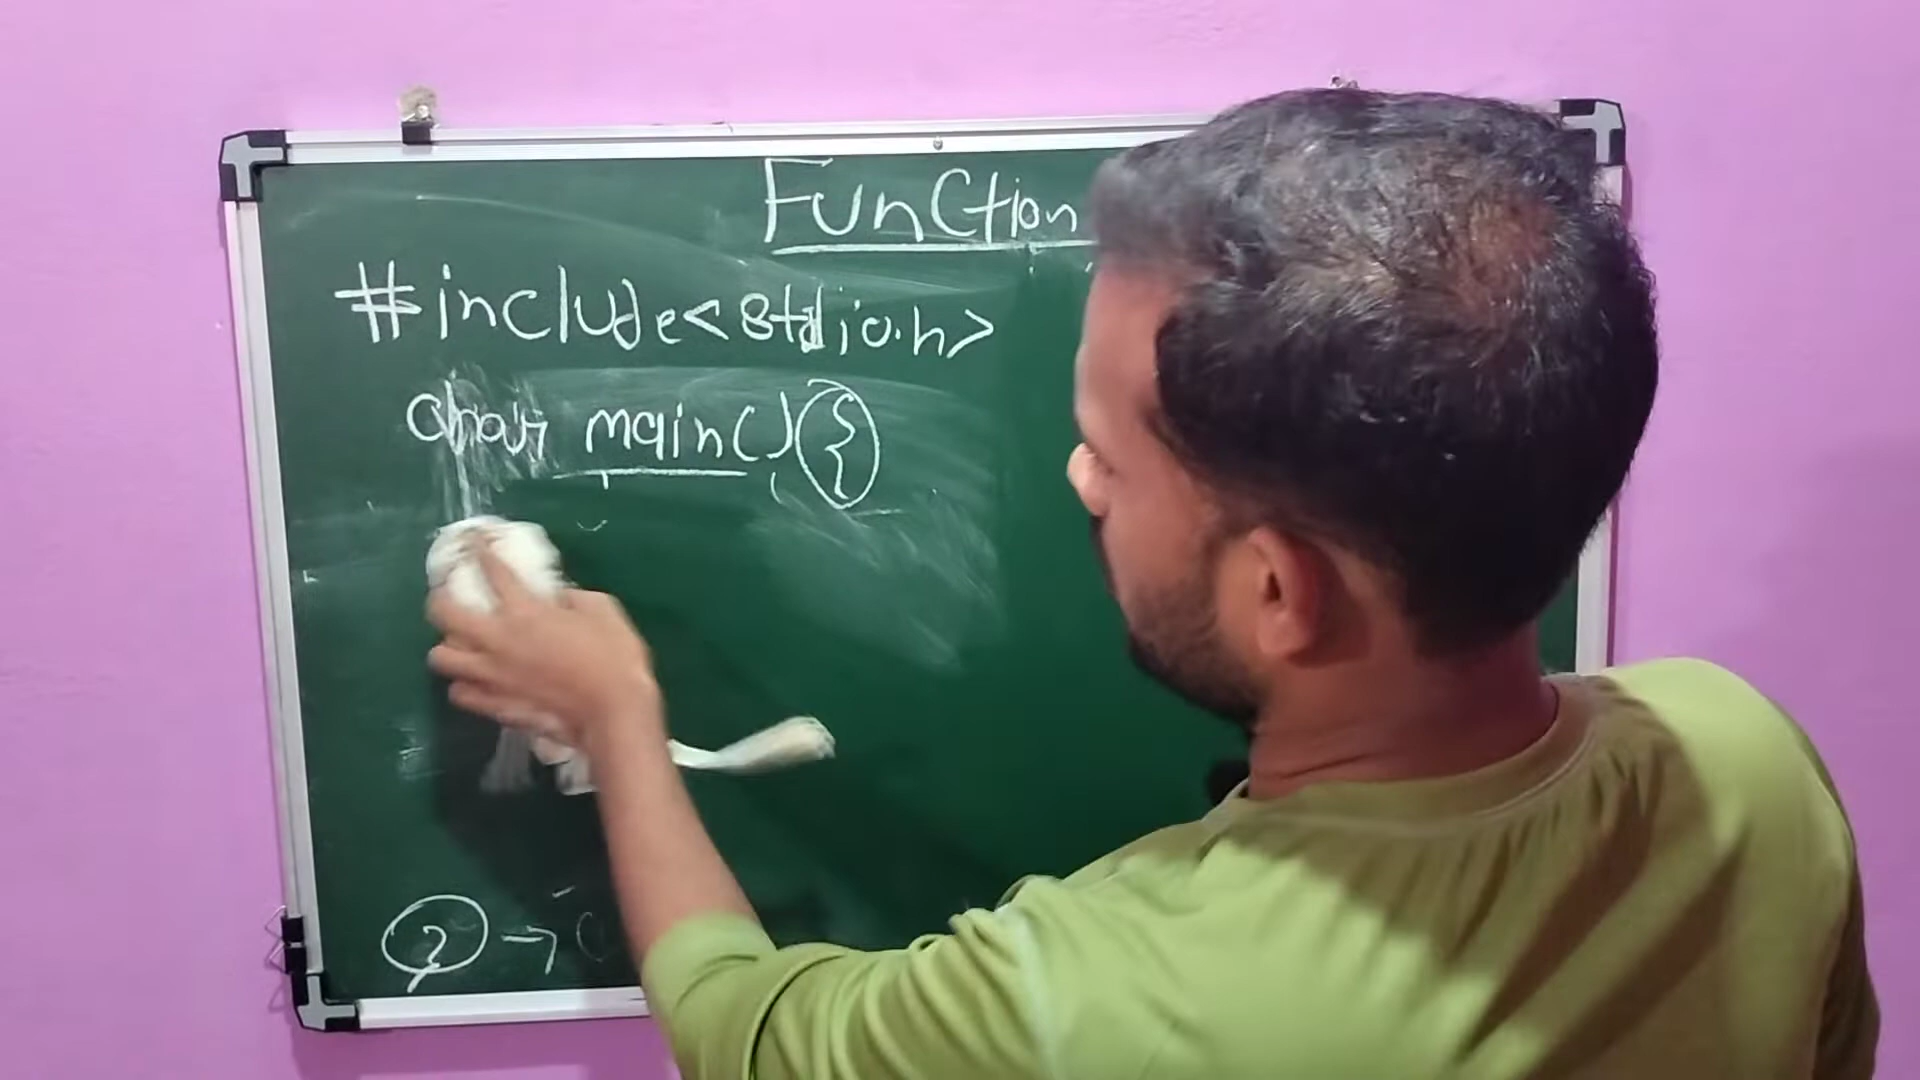 Function
#include<stdio.h>
char main(){
}→